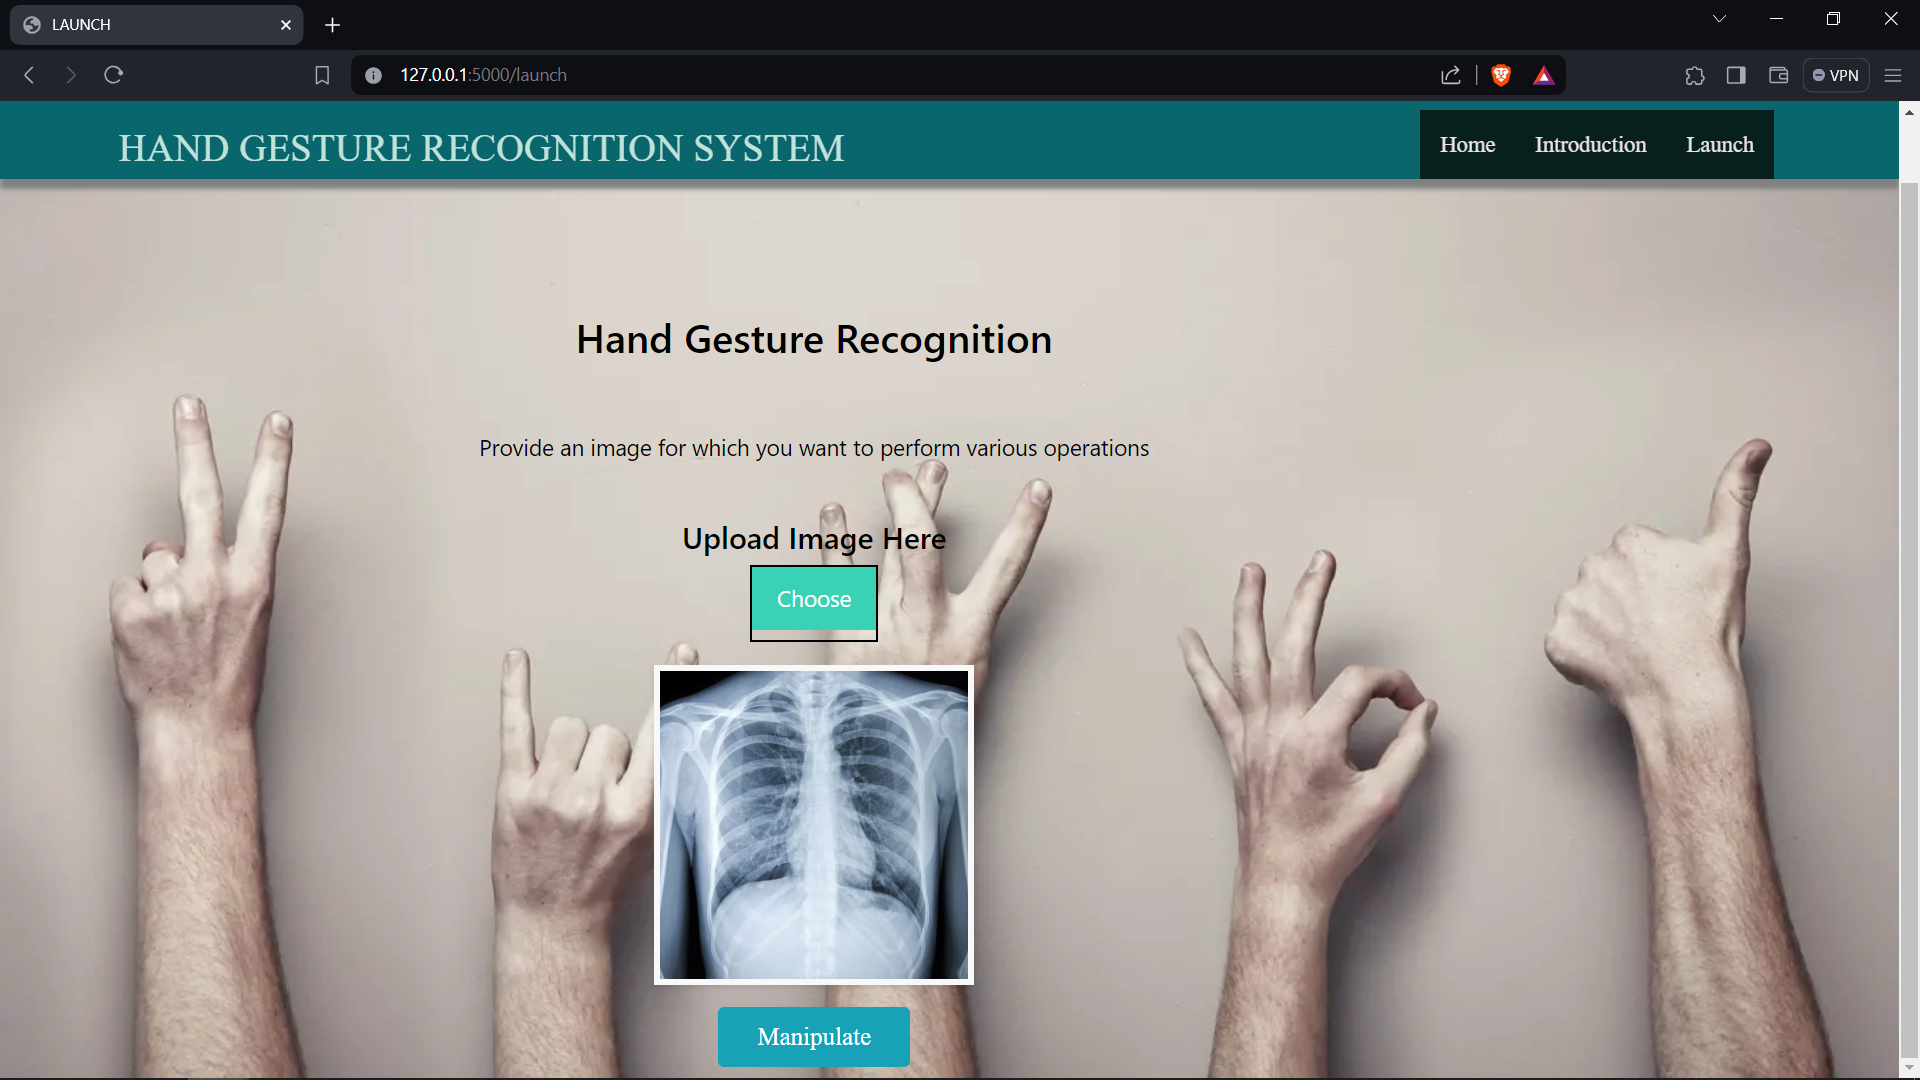 LAUNCH
127.0.0.1:5000/launch
VPN
HAND GESTURE RECOGNITION SYSTEM
Home Introduction Launch
Hand Gesture Recognition
Provide an image for which you want to perform various operations
Upload Image Here
Choose
Manipulate